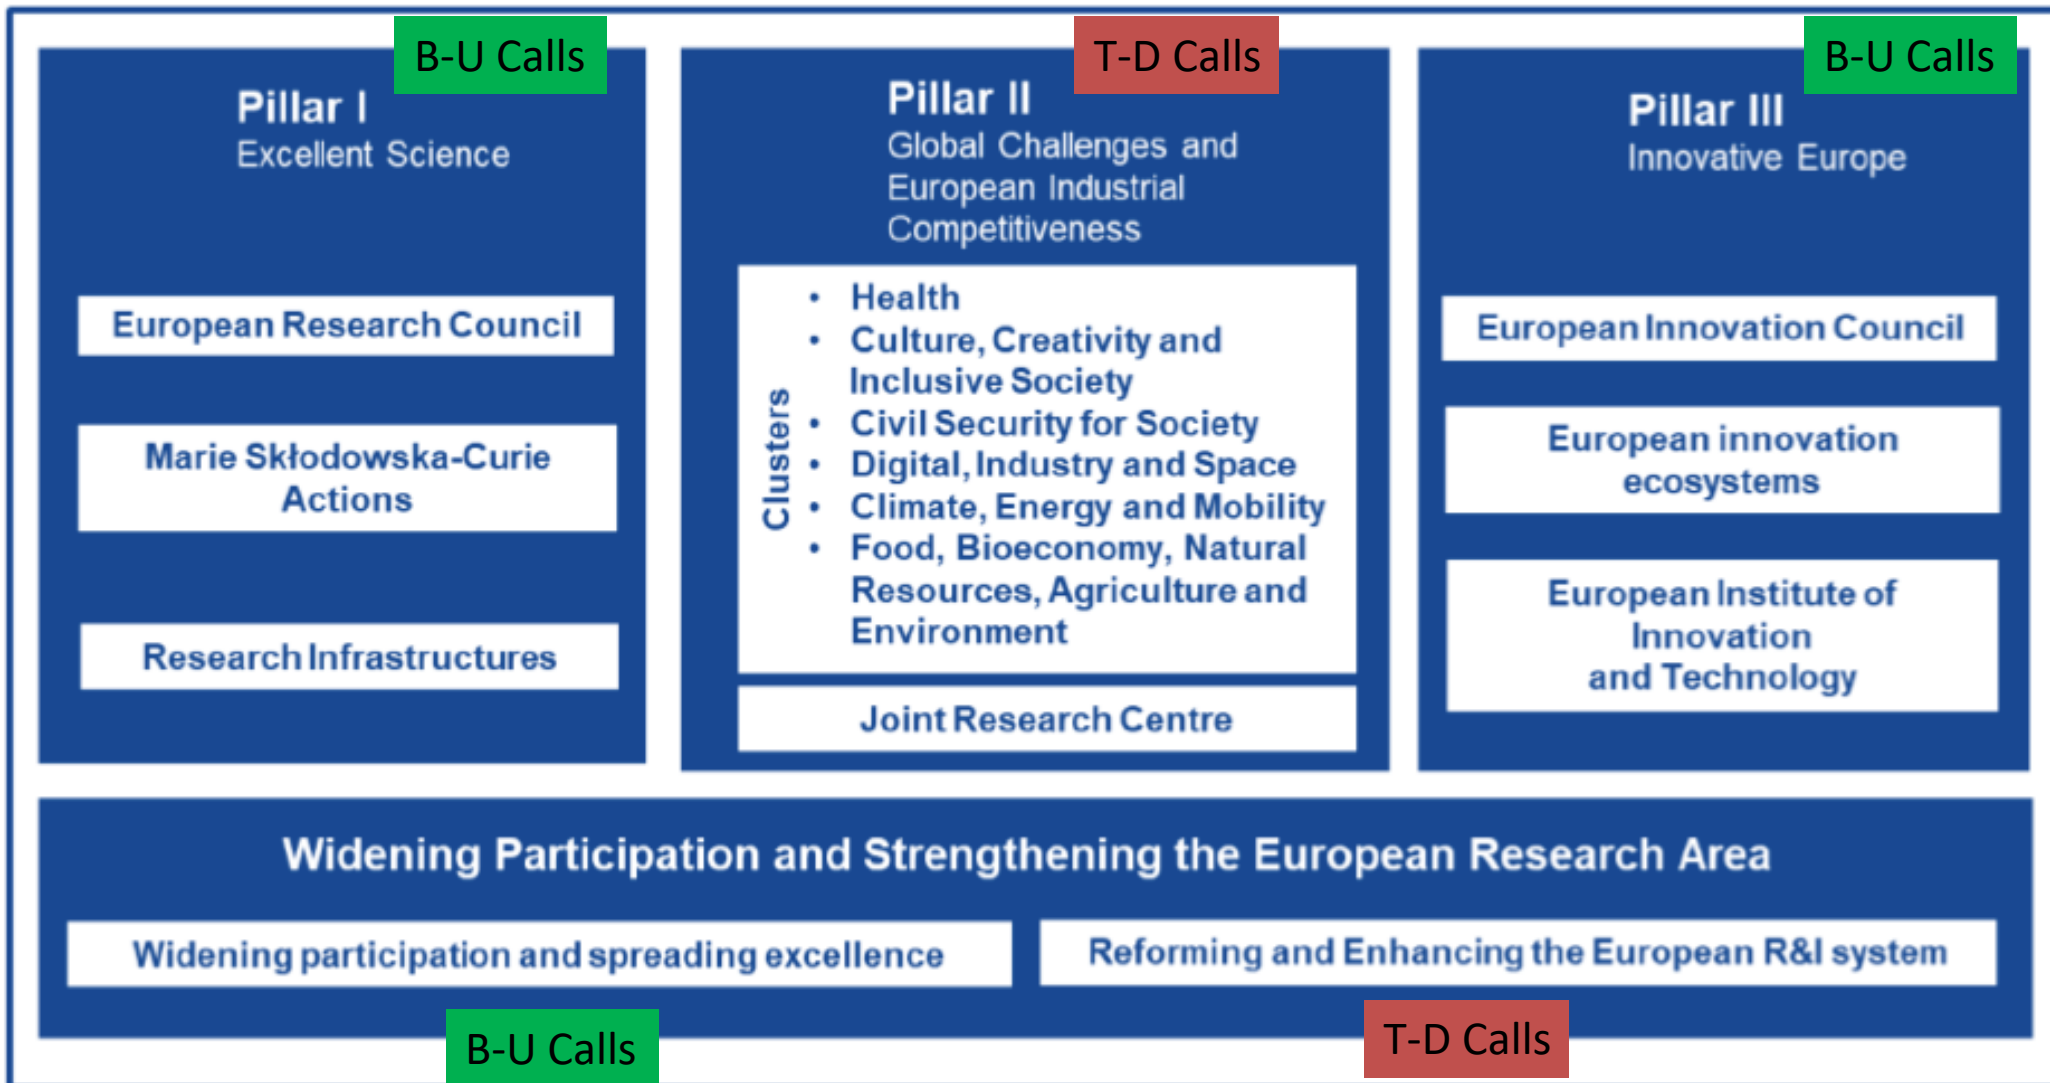 B-U Calls
Pillar I
Excellent Science
European Research Council
Marie Skłodowska-Curie
Actions
Research Infrastructures
T-D Calls
Pillar II
Global Challenges and
European Industrial
Competitiveness
Clusters
• Health
• Culture, Creativity and
Inclusive Society
• Civil Security for Society
• Digital, Industry and Space
• Climate, Energy and Mobility
• Food, Bioeconomy, Natural
Resources, Agriculture and
Environment
Joint Research Centre
B-U Calls
Pillar III
Innovative Europe
European Innovation Council
European innovation
ecosystems
European Institute of
Innovation
and Technology
Widening Participation and Strengthening the European Research Area
Widening participation and spreading excellence
Reforming and Enhancing the European R&I system
B-U Calls
T-D Calls